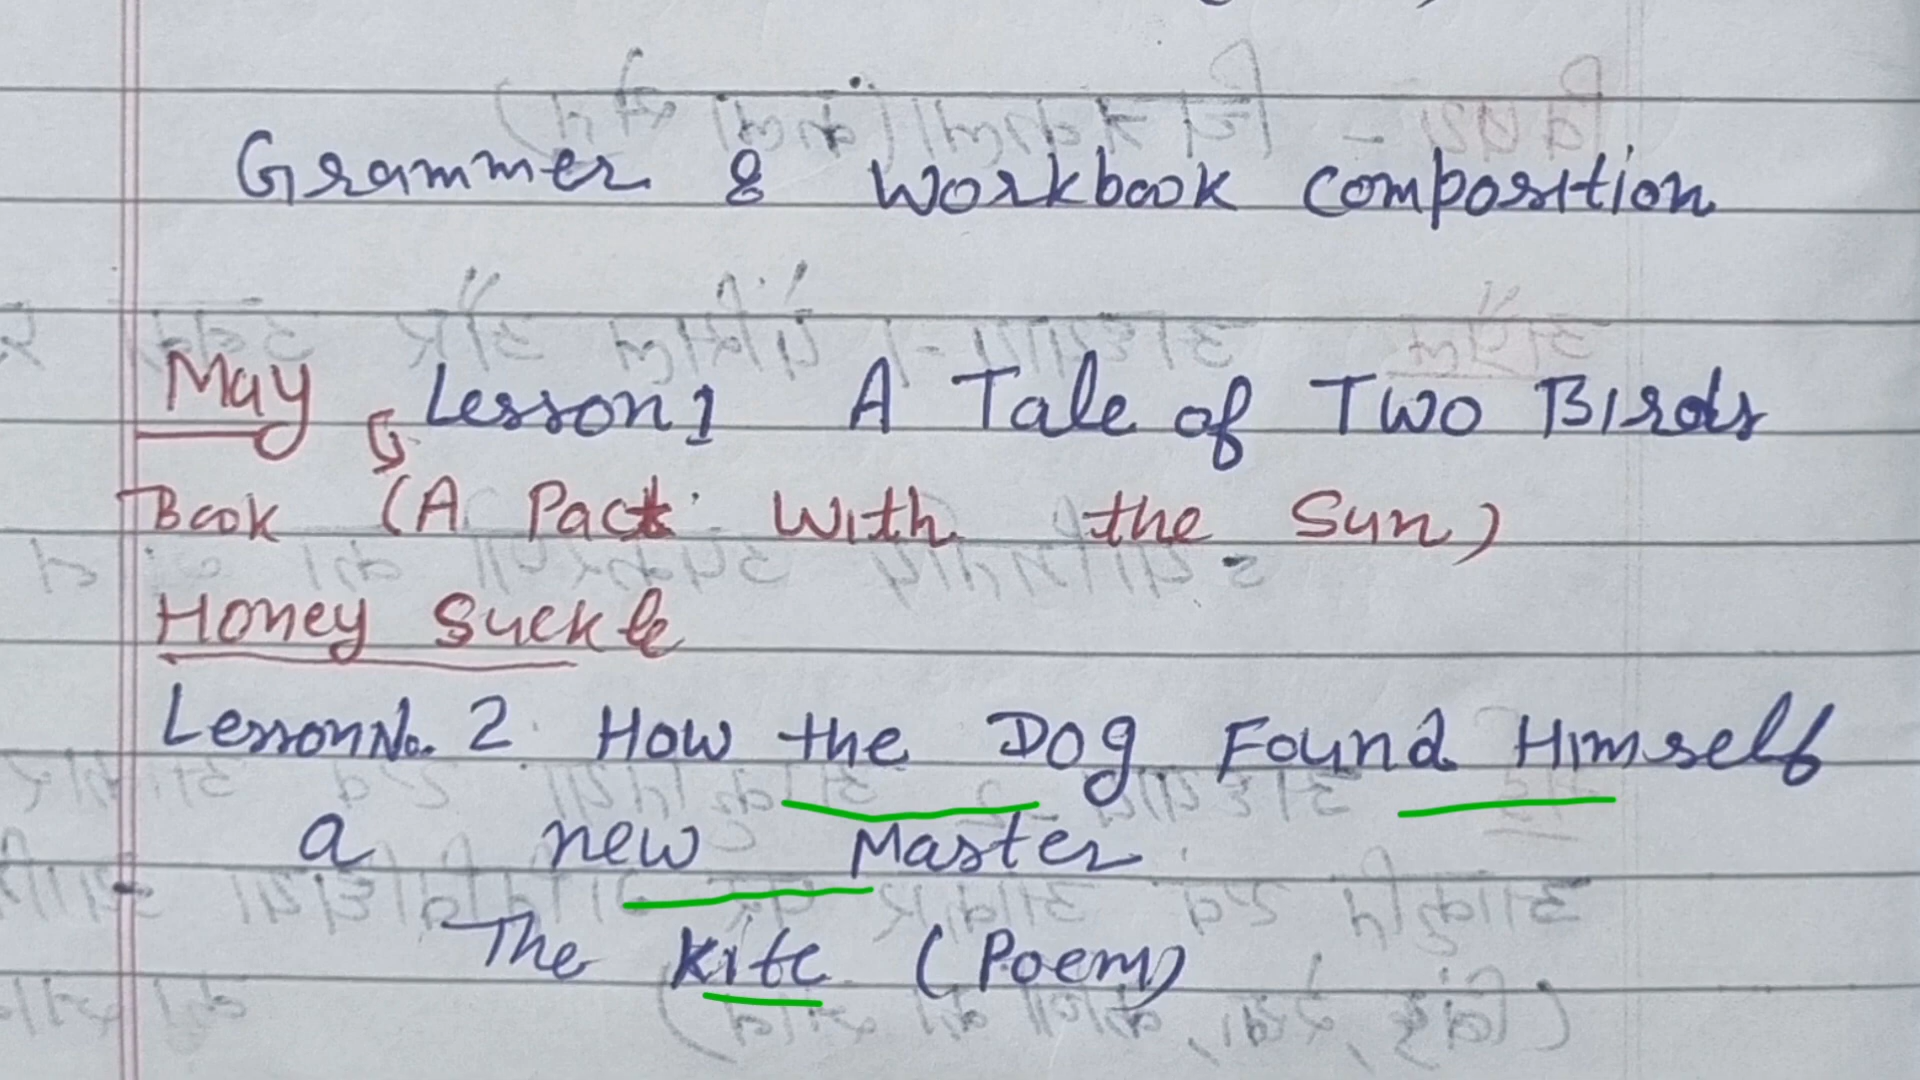 Grammer & Workbook Composition
May Lesson 1 A Tale of Two Birds
Book (A Pact With the Sun)
Honey Suckle
Lesson No. 2. How the Dog Found Himself
a new Master
The Kite (Poem)